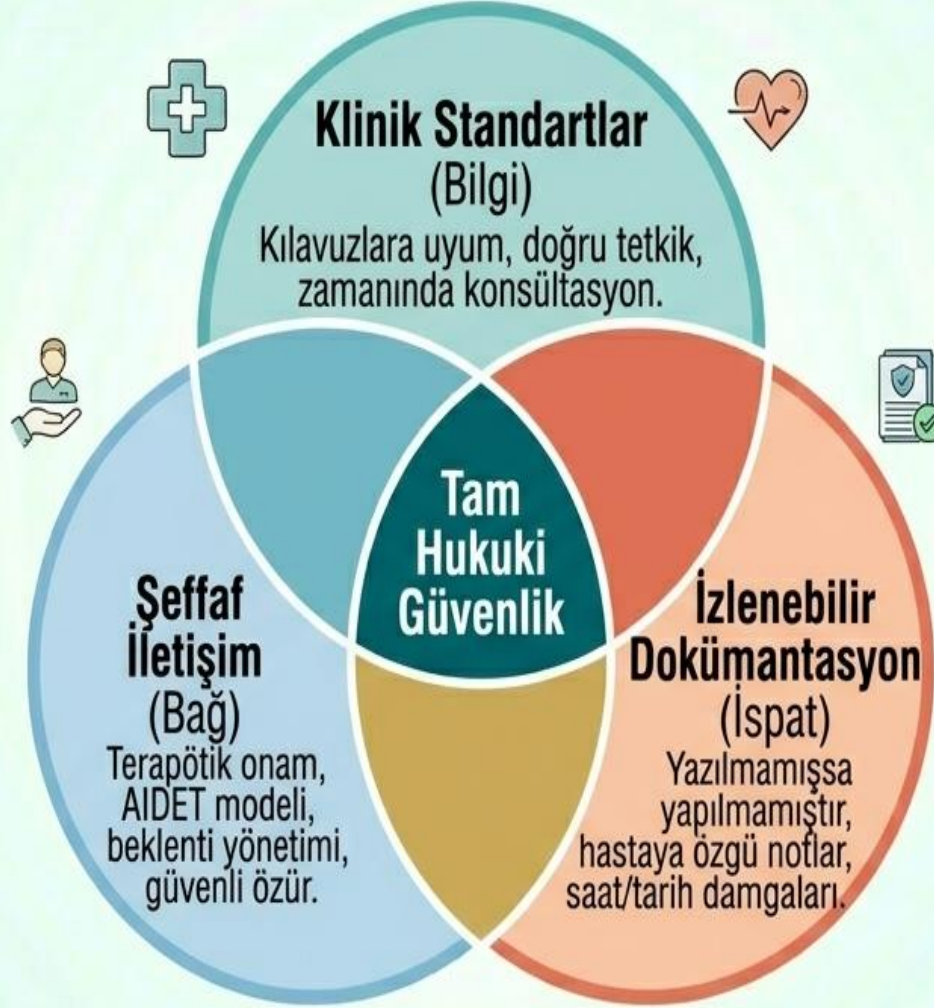 Klinik Standartlar
(Bilgi)
Kılavuzlara uyum, doğru tetkik,
zamanında konsültasyon.
Tam
Hukuki
Güvenlik
Şeffaf
İletişim
(Bağ)
Terapötik onam,
AIDET modeli,
beklenti yönetimi,
güvenli özür.
İzlenebilir
Dokümantasyon
(İspat)
Yazılmamışsa
yapılmamıştır,
hastaya özgü notlar,
saat/tarih damgaları.